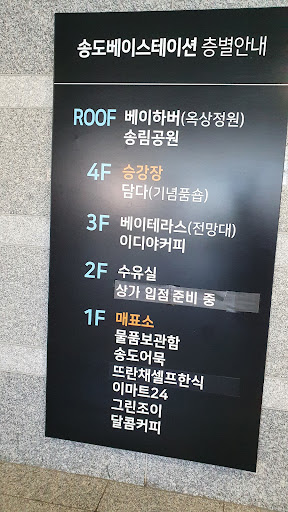 송도베이스테이션 층별안내
ROOF 베이하버(옥상정원)
송림공원
4F 승강장
담다(기념품숍)
3F 베이테라스(전망대)
이디야커피
2F 수유실
상가 입점 준비 중
1F 매표소
물품보관함
송도어묵
뜨란채셀프한식
이마트24
그린조이
달콤커피